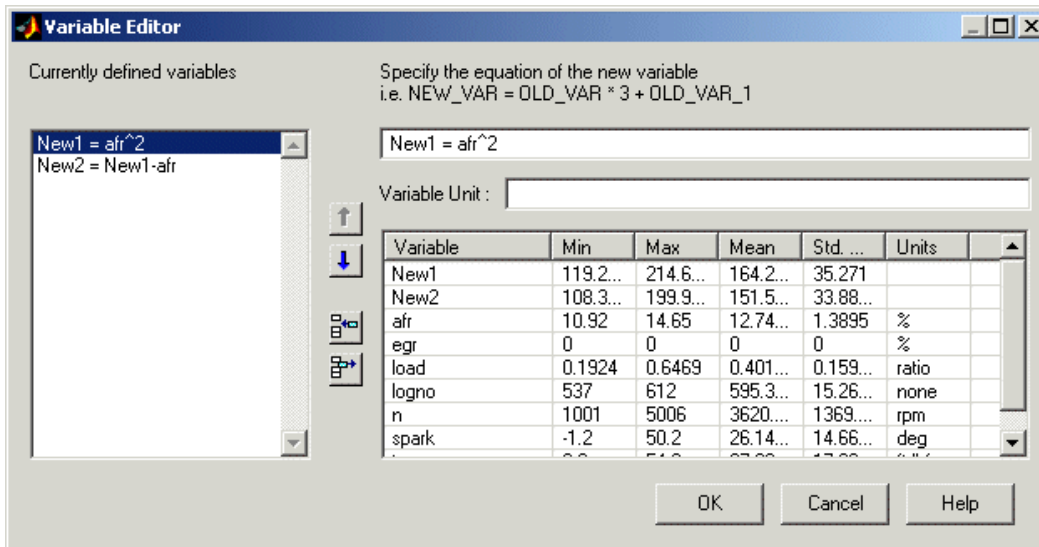 Variable Editor
Currently defined variables
Specify the equation of the new variable
i.e. NEW_VAR = OLD_VAR * 3 + OLD_VAR_1
New1 = afr^2
New2 = New1-afr
New1 = afr^2
Variable Unit :
Variable Min Max Mean Std. ... Units
New1 119.2... 214.6... 164.2... 35.271
New2 108.3... 199.9... 151.5... 33.88...
afr 10.92 14.65 12.74... 1.3895 %
egr 0 0 0 0 %
load 0.1924 0.6469 0.401... 0.159... ratio
logno 537 612 595.3... 15.26... none
n 1001 5006 3620.... 1369.... rpm
spark -1.2 50.2 26.14... 14.66... deg
OK Cancel Help